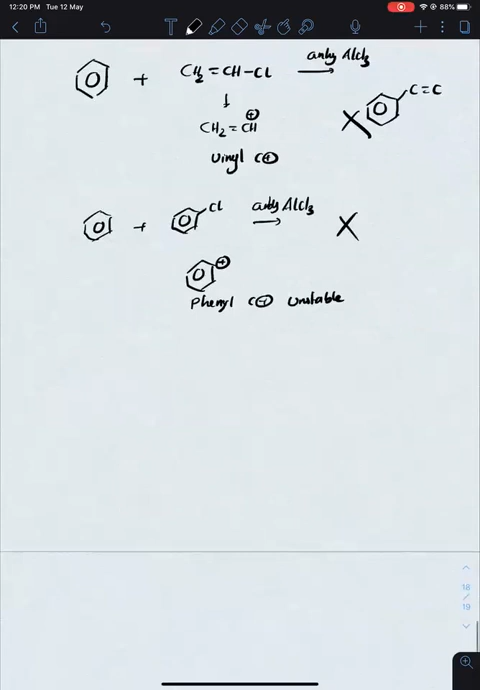 12:20 PM Tue 12 May
88%
+ CH₂=CH-Cl anhy AlCl₃
C=C
CH₂=CH⊕
Vinyl C⊕
+ Cl anhy AlCl₃ X
⊕
Phenyl C⊕ Unstable
18
/
19